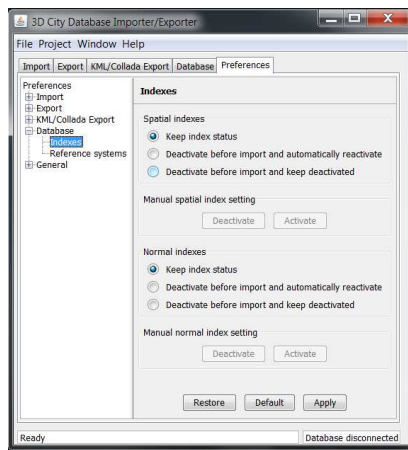 3D City Database Importer/Exporter
File Project Window Help
Import Export KML/Collada Export Database Preferences
Preferences
Import
Export
KML/Collada Export
Database
Indexes
Reference systems
General
Indexes
Spatial indexes
Keep index status
Deactivate before import and automatically reactivate
Deactivate before import and keep deactivated
Manual spatial index setting
Deactivate Activate
Normal indexes
Keep index status
Deactivate before import and automatically reactivate
Deactivate before import and keep deactivated
Manual normal index setting
Deactivate Activate
Restore Default Apply
Ready Database disconnected